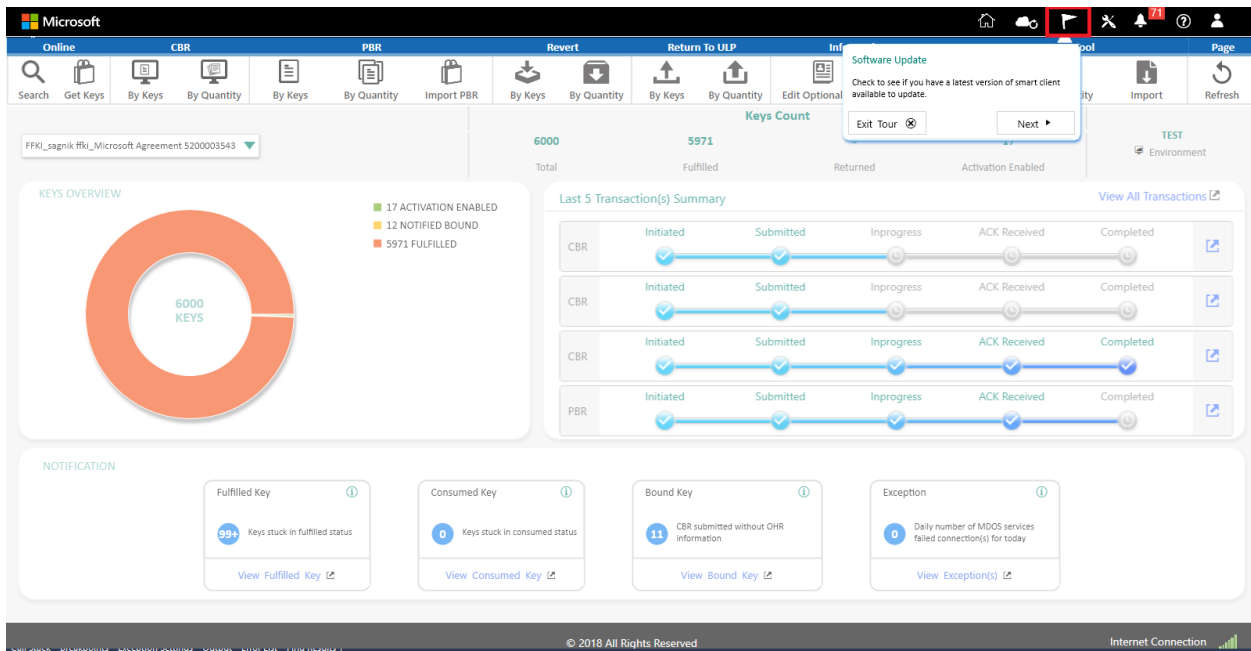 Microsoft
71
Online CBR PBR Revert Return To ULP
Page
Software Update
Check to see if you have a latest version of smart client
available to update.
Exit Tour Next
Search Get Keys By Keys By Quantity By Keys By Quantity Import PBR By Keys By Quantity By Keys By Quantity Edit Optional Import Refresh
Keys Count
FFKI_sagnik ffki_Microsoft Agreement 5200003543
6000 5971
Total Fulfilled Returned Activation Enabled
TEST
Environment
KEYS OVERVIEW
17 ACTIVATION ENABLED
12 NOTIFIED BOUND
5971 FULFILLED
6000
KEYS
Last 5 Transaction(s) Summary
View All Transactions
CBR Initiated Submitted Inprogress ACK Received Completed
CBR Initiated Submitted Inprogress ACK Received Completed
CBR Initiated Submitted Inprogress ACK Received Completed
PBR Initiated Submitted Inprogress ACK Received Completed
NOTIFICATION
Fulfilled Key
99+ Keys stuck in fulfilled status
View Fulfilled Key
Consumed Key
0 Keys stuck in consumed status
View Consumed Key
Bound Key
11 CBR submitted without OHR
information
View Bound Key
Exception
0 Daily number of MDOS services
failed connection(s) for today
View Exception(s)
© 2018 All Rights Reserved
Internet Connection